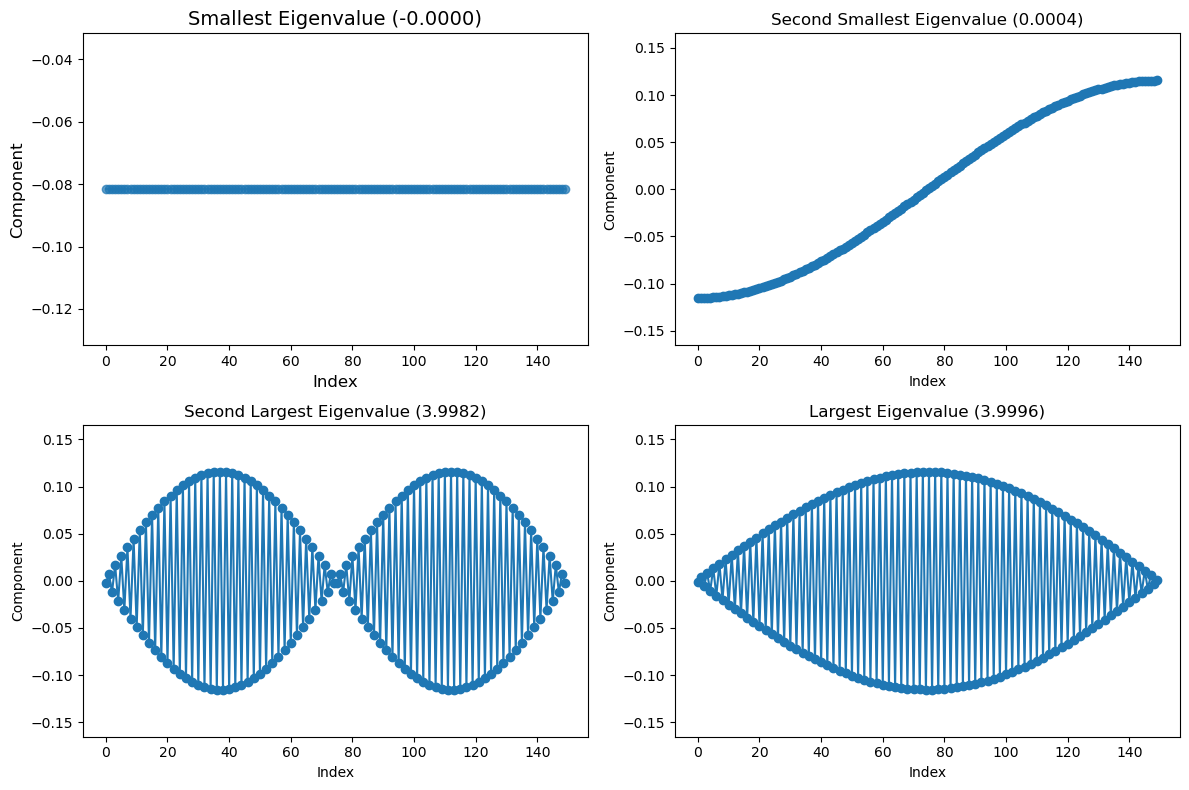 Smallest Eigenvalue (-0.0000)
Component
−0.04
−0.06
−0.08
−0.10
−0.12
0 20 40 60 80 100 120 140
Index
Second Smallest Eigenvalue (0.0004)
Component
0.15
0.10
0.05
0.00
−0.05
−0.10
−0.15
0 20 40 60 80 100 120 140
Index
Second Largest Eigenvalue (3.9982)
Component
0.15
0.10
0.05
0.00
−0.05
−0.10
−0.15
0 20 40 60 80 100 120 140
Index
Largest Eigenvalue (3.9996)
Component
0.15
0.10
0.05
0.00
−0.05
−0.10
−0.15
0 20 40 60 80 100 120 140
Index